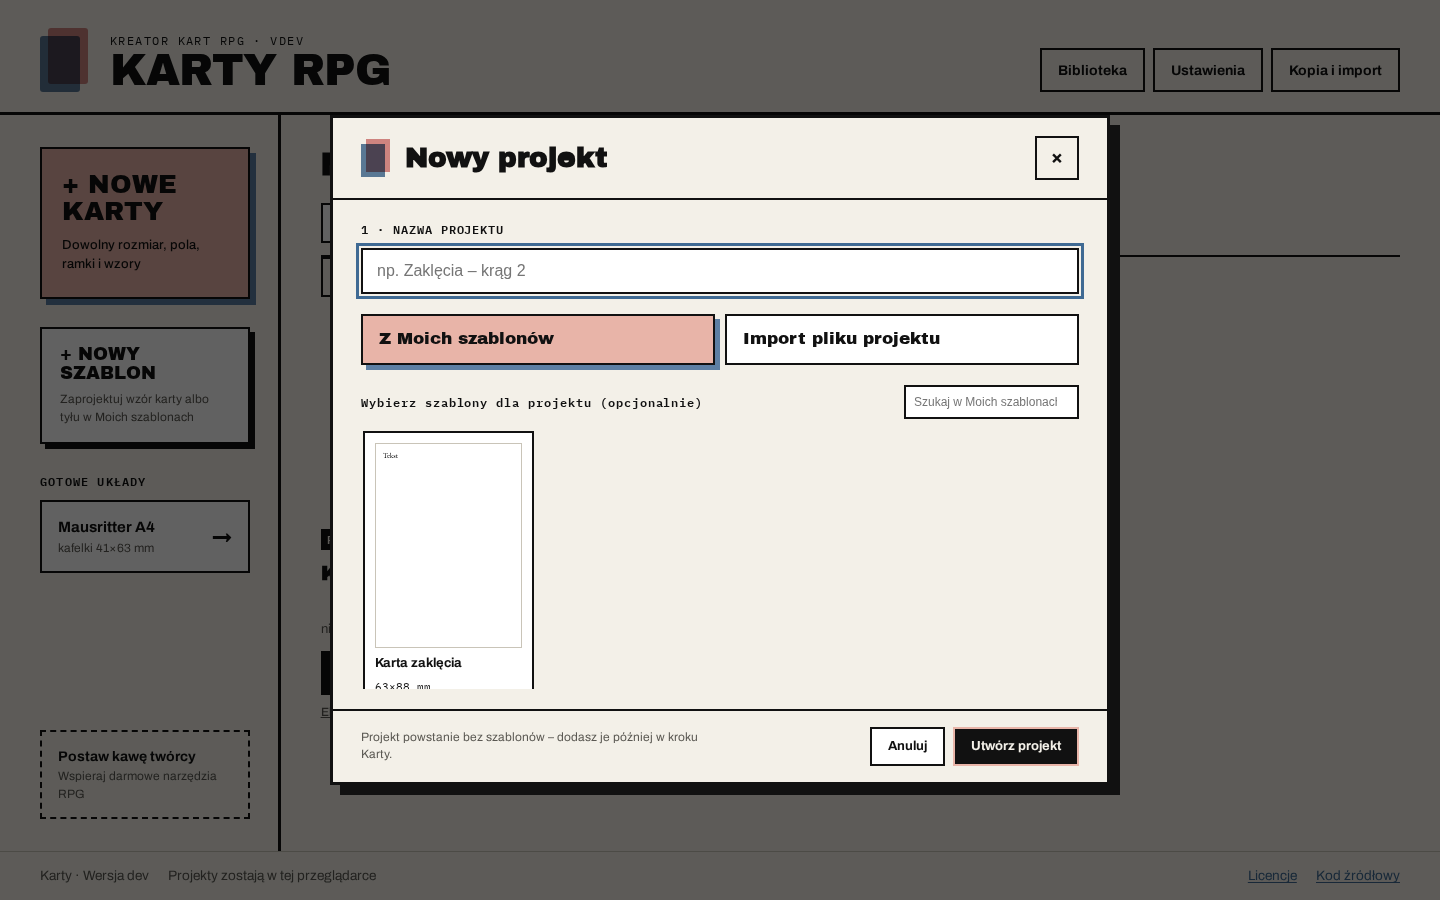 KREATOR KART RPG · VDEV
KARTY RPG
Biblioteka
Ustawienia
Kopia i import
+ NOWE
KARTY
Dowolny rozmiar, pola,
ramki i wzory
+ NOWY
SZABLON
Zaprojektuj wzór karty albo
tyłu w Moich szablonach
GOTOWE UKŁADY
Mausritter A4
kafelki 41×63 mm
→
Postaw kawę twórcy
Wspieraj darmowe narzędzia
RPG
Nowy projekt
×
1 · NAZWA PROJEKTU
np. Zaklęcia – krąg 2
Z Moich szablonów
Import pliku projektu
Wybierz szablony dla projektu (opcjonalnie)
Szukaj w Moich szablonacl
Tekst
Karta zaklęcia
63×88 mm
Projekt powstanie bez szablonów – dodasz je później w kroku
Karty.
Anuluj
Utwórz projekt
Karty · Wersja dev
Projekty zostają w tej przeglądarce
Licencje
Kod źródłowy